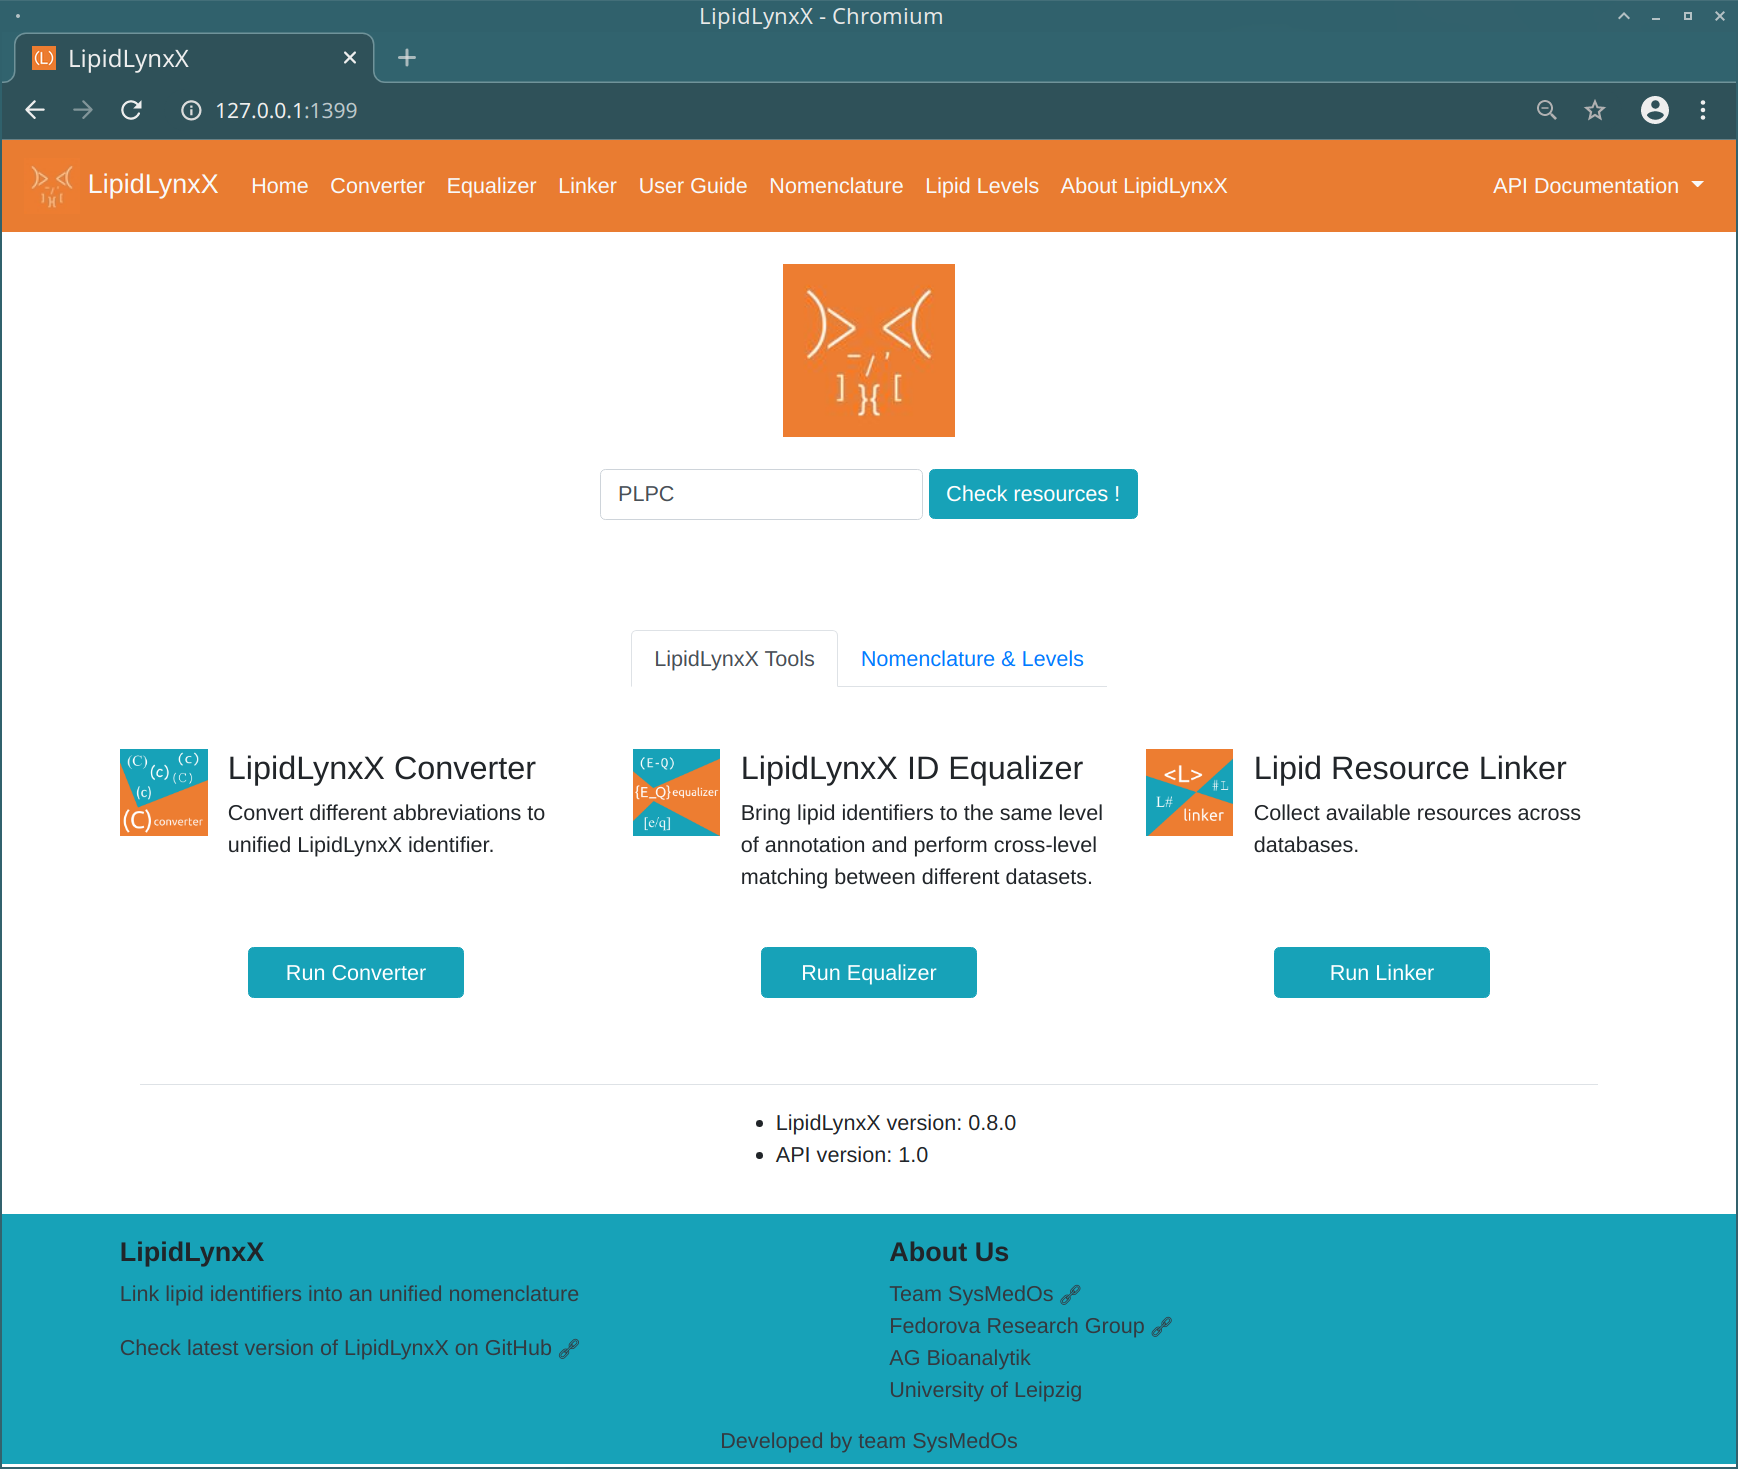 LipidLynxX - Chromium
(L) LipidLynxX
127.0.0.1:1399
LipidLynxX Home Converter Equalizer Linker User Guide Nomenclature Lipid Levels About LipidLynxX API Documentation
)> <(
_/'
] }{ [
PLPC Check resources !
LipidLynxX Tools Nomenclature & Levels
(C) (c) (c) (C)
(c)
(C) converter
LipidLynxX Converter
Convert different abbreviations to
unified LipidLynxX identifier.
(E-Q)
{E_Q} equalizer
[e/q]
LipidLynxX ID Equalizer
Bring lipid identifiers to the same level
of annotation and perform cross-level
matching between different datasets.
<L>
L# #L
linker
Lipid Resource Linker
Collect available resources across
databases.
Run Converter Run Equalizer Run Linker
• LipidLynxX version: 0.8.0
• API version: 1.0
LipidLynxX
Link lipid identifiers into an unified nomenclature
Check latest version of LipidLynxX on GitHub
About Us
Team SysMedOs
Fedorova Research Group
AG Bioanalytik
University of Leipzig
Developed by team SysMedOs